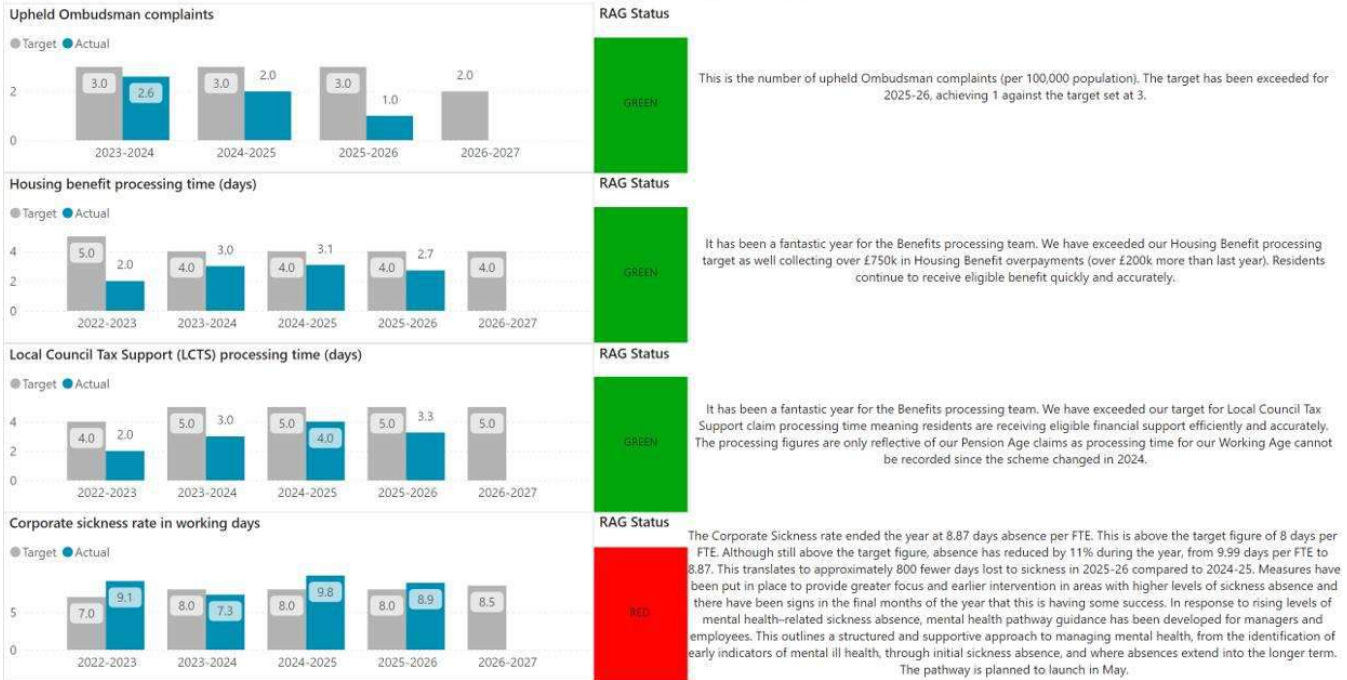 Upheld Ombudsman complaints
Target Actual
2
0
3.0
2.6
3.0
2.0
3.0
1.0
2.0
2023-2024
2024-2025
2025-2026
2026-2027
RAG Status
GREEN
This is the number of upheld Ombudsman complaints (per 100,000 population). The target has been exceeded for
2025-26, achieving 1 against the target set at 3.
Housing benefit processing time (days)
Target Actual
4
2
0
5.0
2.0
4.0
3.0
4.0
3.1
4.0
2.7
4.0
2022-2023
2023-2024
2024-2025
2025-2026
2026-2027
RAG Status
GREEN
It has been a fantastic year for the Benefits processing team. We have exceeded our Housing Benefit processing
target as well collecting over £750k in Housing Benefit overpayments (over £200k more than last year). Residents
continue to receive eligible benefit quickly and accurately.
Local Council Tax Support (LCTS) processing time (days)
Target Actual
4
2
0
4.0
2.0
5.0
3.0
5.0
4.0
5.0
3.3
5.0
2022-2023
2023-2024
2024-2025
2025-2026
2026-2027
RAG Status
GREEN
It has been a fantastic year for the Benefits processing team. We have exceeded our target for Local Council Tax
Support claim processing time meaning residents are receiving eligible financial support efficiently and accurately.
The processing figures are only reflective of our Pension Age claims as processing time for our Working Age cannot
be recorded since the scheme changed in 2024.
Corporate sickness rate in working days
Target Actual
5
0
7.0
9.1
8.0
7.3
8.0
9.8
8.0
8.9
8.5
2022-2023
2023-2024
2024-2025
2025-2026
2026-2027
RAG Status
RED
The Corporate Sickness rate ended the year at 8.87 days absence per FTE. This is above the target figure of 8 days per
FTE. Although still above the target figure, absence has reduced by 11% during the year, from 9.99 days per FTE to
8.87. This translates to approximately 800 fewer days lost to sickness in 2025-26 compared to 2024-25. Measures have
been put in place to provide greater focus and earlier intervention in areas with higher levels of sickness absence and
there have been signs in the final months of the year that this is having some success. In response to rising levels of
mental health–related sickness absence, mental health pathway guidance has been developed for managers and
employees. This outlines a structured and supportive approach to managing mental health, from the identification of
early indicators of mental ill health, through initial sickness absence, and where absences extend into the longer term.
The pathway is planned to launch in May.